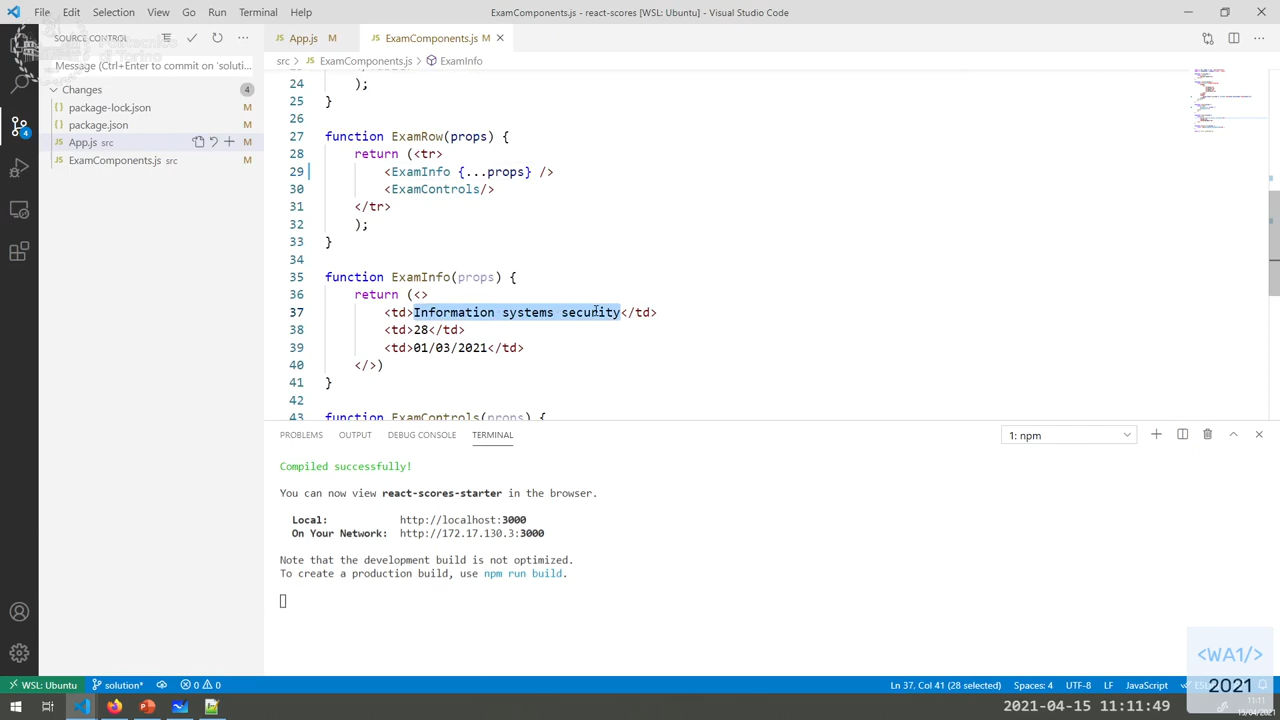 File Edit Selection View Go Run Terminal Help
ExamComponents.js - react-scores [WSL: Ubuntu] - Visual Studio Code
SOURCE CONTROL
JS App.js M
JS ExamComponents.js M
Message (Ctrl+Enter to commit on 'soluti...
src > JS ExamComponents.js > ExamInfo
Changes 4
package-lock.json M
package.json M
JS App.js src M
JS ExamComponents.js src M
4
24 );
25 }
26
27 function ExamRow(props) {
28 return (<tr>
29 <ExamInfo {...props} />
30 <ExamControls/>
31 </tr>
32 );
33 }
34
35 function ExamInfo(props) {
36 return (<>
37 <td>Information systems security</td>
38 <td>28</td>
39 <td>01/03/2021</td>
40 </>)
41 }
43 function ExamControls(props) {
PROBLEMS OUTPUT DEBUG CONSOLE TERMINAL
1: npm
Compiled successfully!
You can now view react-scores-starter in the browser.
Local: http://localhost:3000
On Your Network: http://172.17.130.3:3000
Note that the development build is not optimized.
To create a production build, use npm run build.
<WA1/>
2021
WSL: Ubuntu solution* 0 0
Ln 37, Col 41 (28 selected) Spaces: 4 UTF-8 LF JavaScript
2021-04-15 11:11:49
11:11
15/04/2021